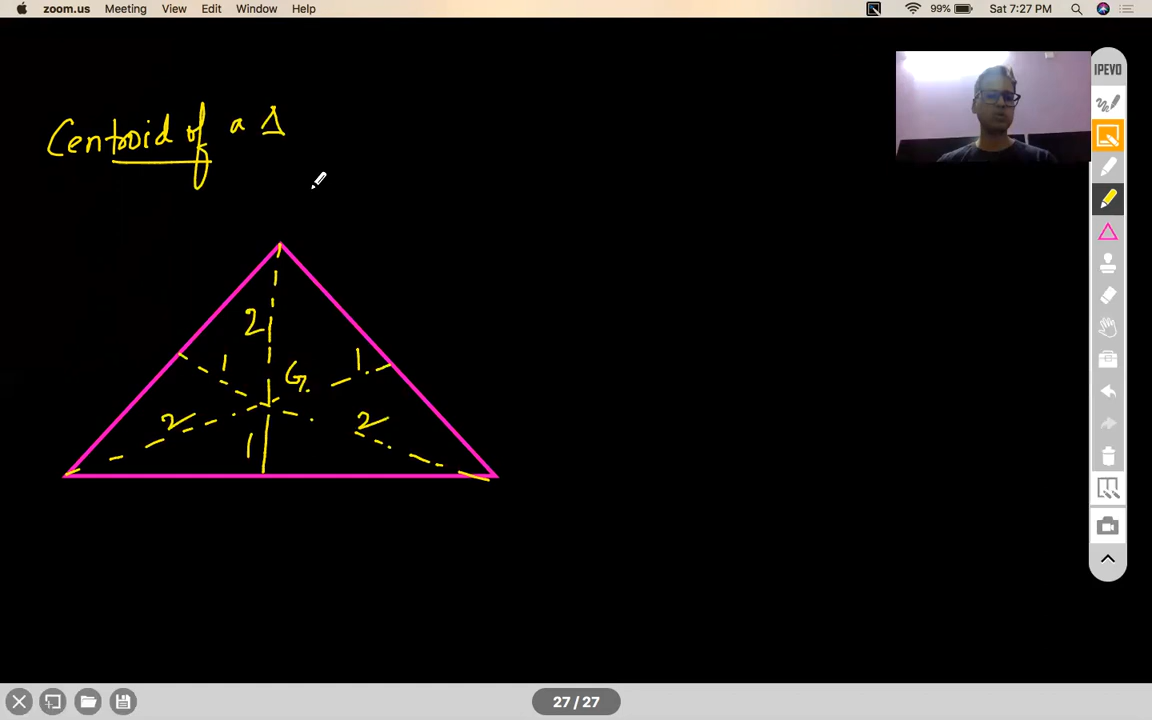 zoom.us Meeting View Edit Window Help 99% Sat 7:27 PM
IPEVO
Centroid of a Δ
2
1 G 1
2 2
1
27 / 27